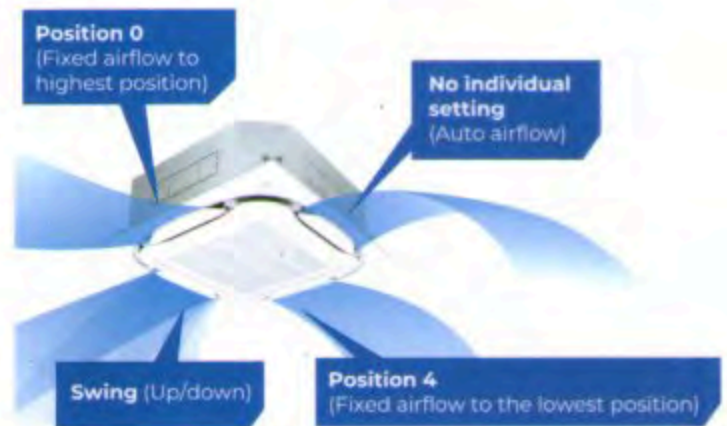 Position 0
(Fixed airflow to
highest position)
No individual
setting
(Auto airflow)
Swing (Up/down)
Position 4
(Fixed airflow to the lowest position)